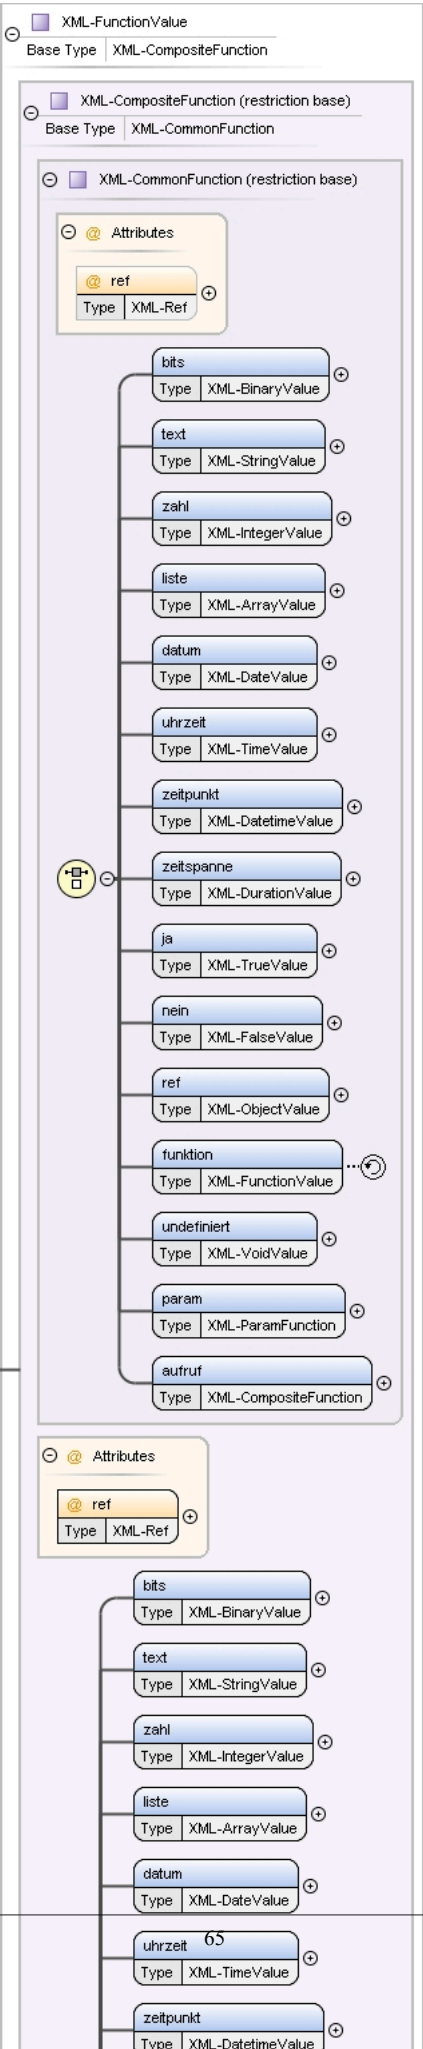 XML-FunctionValue
Base Type XML-CompositeFunction
XML-CompositeFunction (restriction base)
Base Type XML-CommonFunction
XML-CommonFunction (restriction base)
@ Attributes
@ ref
Type XML-Ref
bits
Type XML-BinaryValue
text
Type XML-StringValue
zahl
Type XML-IntegerValue
liste
Type XML-ArrayValue
datum
Type XML-DateValue
uhrzeit
Type XML-TimeValue
zeitpunkt
Type XML-DatetimeValue
zeitspanne
Type XML-DurationValue
ja
Type XML-TrueValue
nein
Type XML-FalseValue
ref
Type XML-ObjectValue
funktion
Type XML-FunctionValue
undefiniert
Type XML-VoidValue
param
Type XML-ParamFunction
aufruf
Type XML-CompositeFunction
@ Attributes
@ ref
Type XML-Ref
bits
Type XML-BinaryValue
text
Type XML-StringValue
zahl
Type XML-IntegerValue
liste
Type XML-ArrayValue
datum
Type XML-DateValue
65
uhrzeit
Type XML-TimeValue
zeitpunkt
Type XML-DatetimeValue